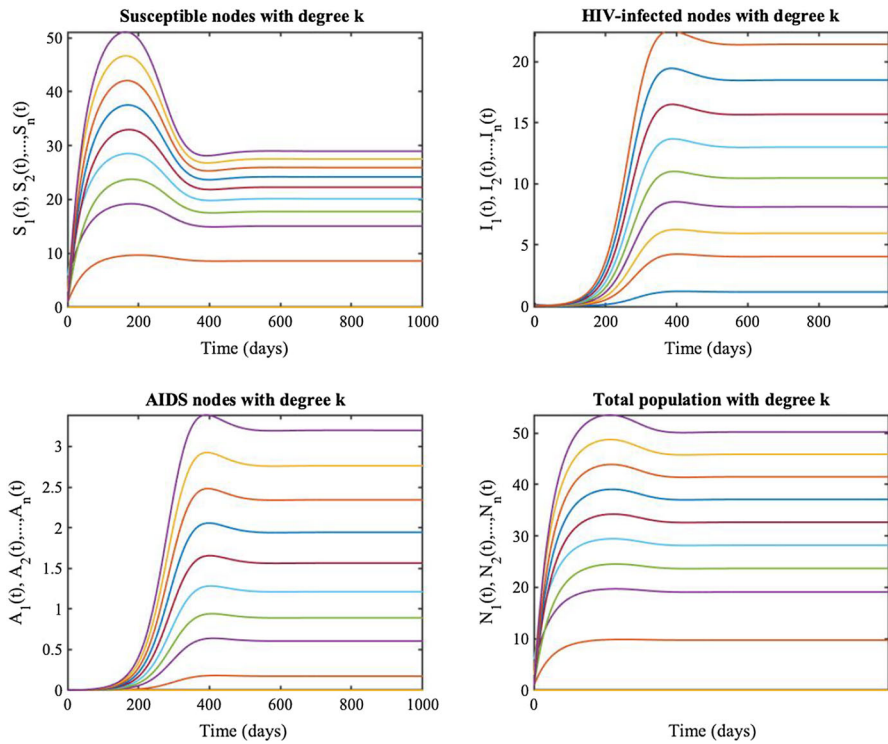 Susceptible nodes with degree k
50
40
30
20
10
0
0 200 400 600 800 1000
Time (days)
S1(t), S2(t),...,Sn(t)
HIV-infected nodes with degree k
20
15
10
5
0
0 200 400 600 800
Time (days)
I1(t), I2(t),...,In(t)
AIDS nodes with degree k
3
2.5
2
1.5
1
0.5
0
0 200 400 600 800 1000
Time (days)
A1(t), A2(t),...,An(t)
Total population with degree k
50
40
30
20
10
0
Time (days)
N1(t), N2(t),...,Nn(t)